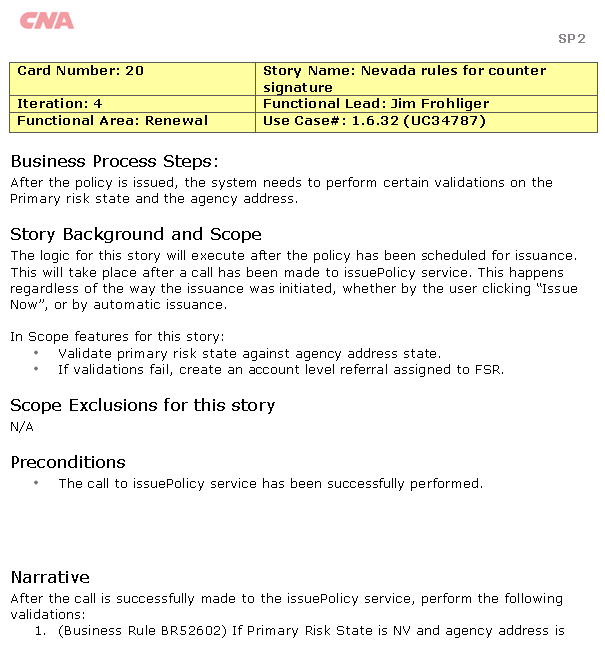 CNA
SP2
Card Number: 20
Story Name: Nevada rules for counter
signature
Iteration: 4
Functional Lead: Jim Frohliger
Functional Area: Renewal
Use Case#: 1.6.32 (UC34787)
Business Process Steps:
After the policy is issued, the system needs to perform certain validations on the
Primary risk state and the agency address.
Story Background and Scope
The logic for this story will execute after the policy has been scheduled for issuance.
This will take place after a call has been made to issuePolicy service. This happens
regardless of the way the issuance was initiated, whether by the user clicking “Issue
Now”, or by automatic issuance.
In Scope features for this story:
• Validate primary risk state against agency address state.
• If validations fail, create an account level referral assigned to FSR.
Scope Exclusions for this story
N/A
Preconditions
• The call to issuePolicy service has been successfully performed.
Narrative
After the call is successfully made to the issuePolicy service, perform the following
validations:
1. (Business Rule BR52602) If Primary Risk State is NV and agency address is